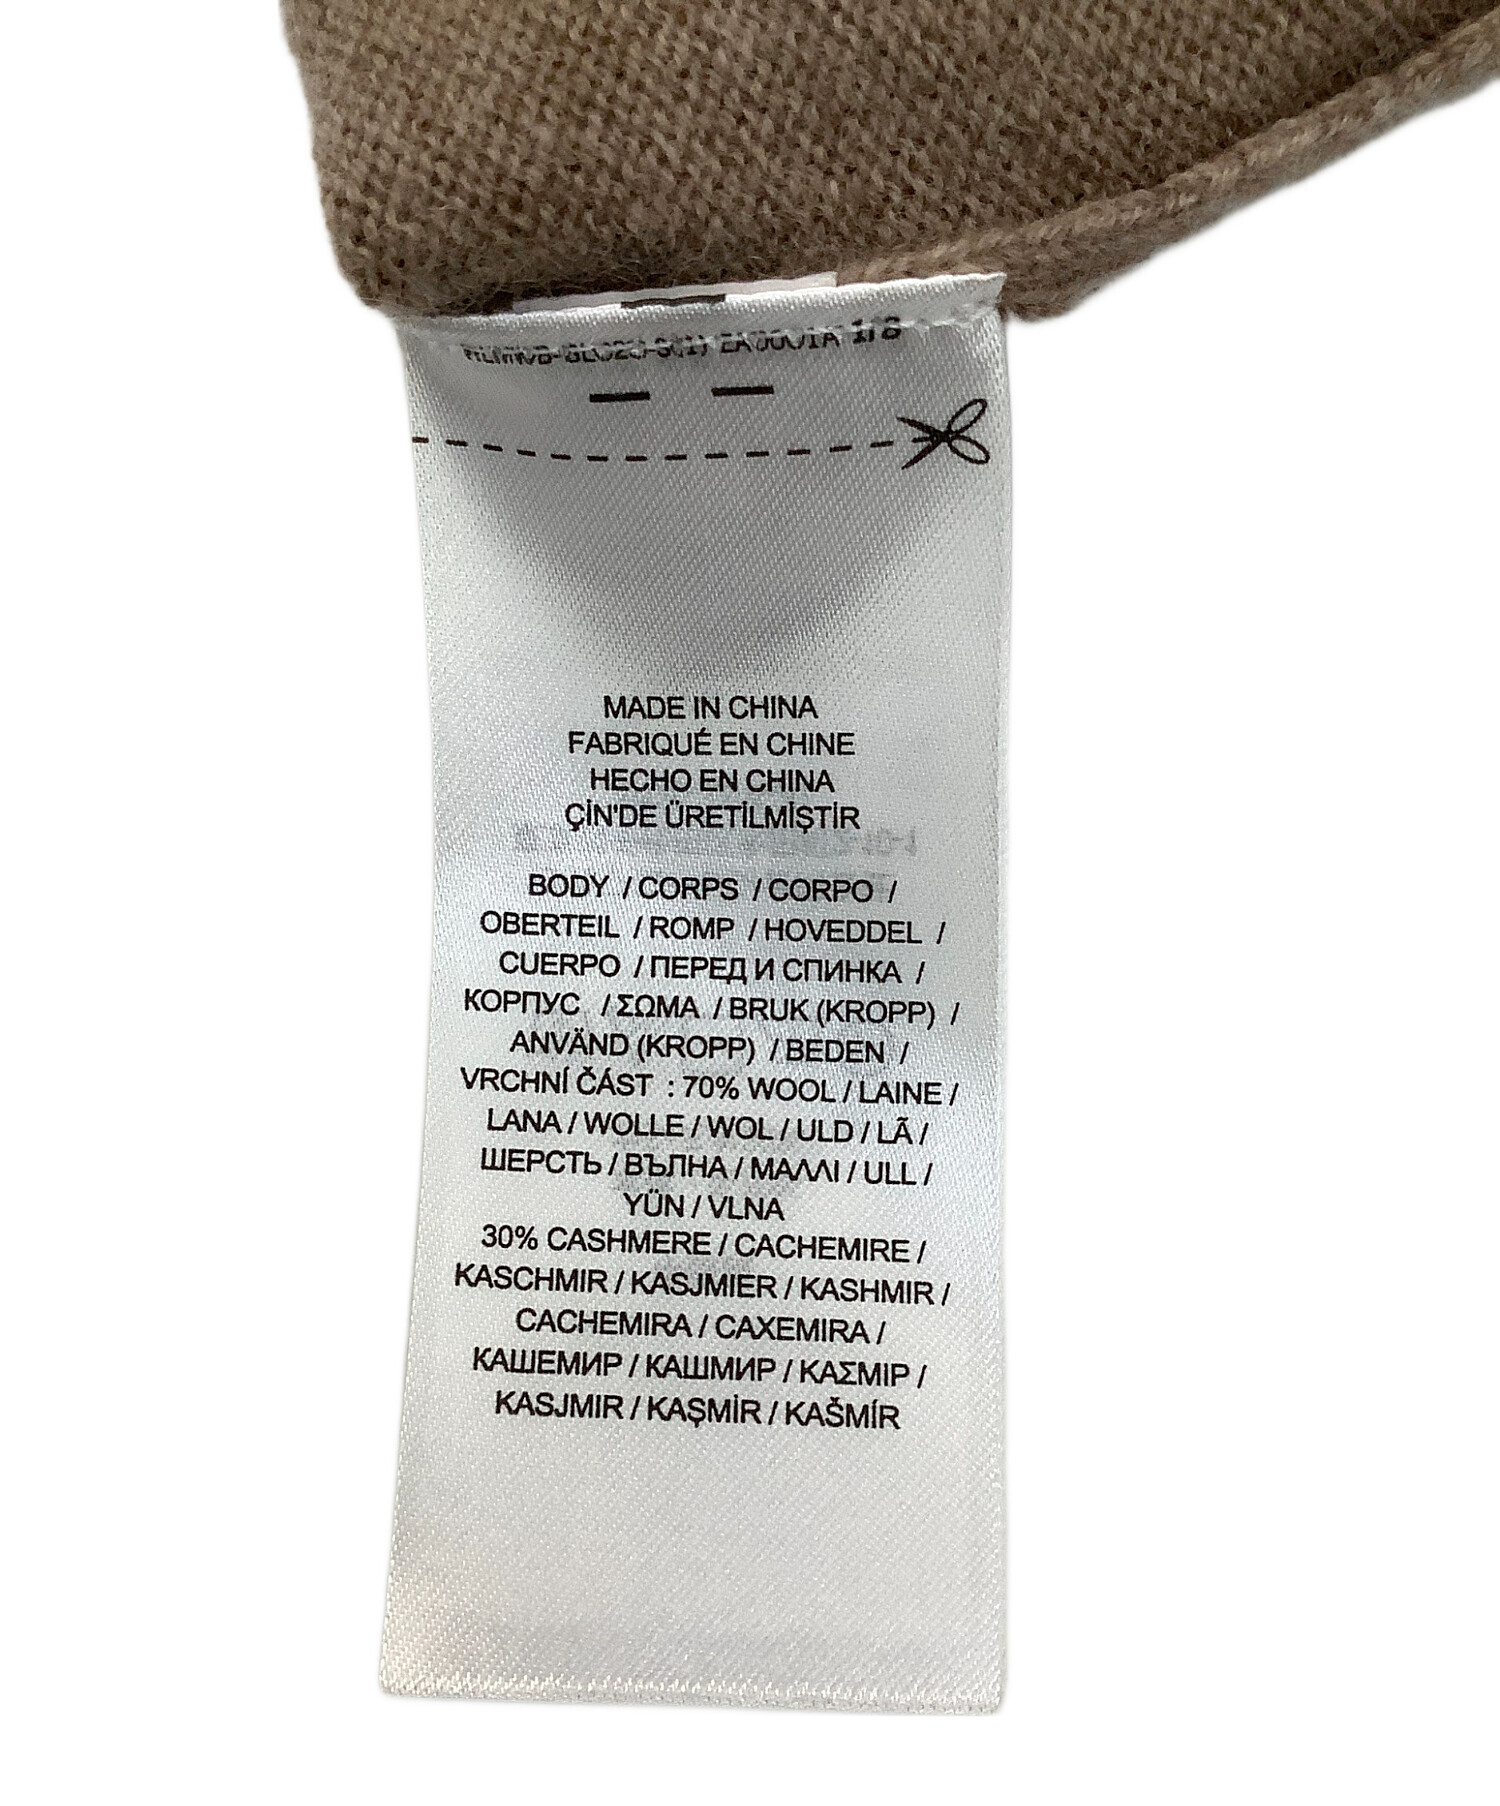 1/8
MADE IN CHINA
FABRIQUÉ EN CHINE
HECHO EN CHINA
ÇİN'DE ÜRETİLMİŞTİR
BODY / CORPS / CORPO /
OBERTEIL / ROMP / HOVEDDEL /
CUERPO / ПЕРЕД И СПИНКА /
КОРПУС / ΣΩΜΑ / BRUK (KROPP) /
ANVÄND (KROPP) / BEDEN /
VRCHNÍ ČÁST : 70% WOOL / LAINE /
LANA / WOLLE / WOL / ULD / LÃ /
ШЕРСТЬ / ВЪЛНА / ΜΑΛΛΙ / ULL /
YÜN / VLNA
30% CASHMERE / CACHEMIRE /
KASCHMIR / KASJMIER / KASHMIR /
CACHEMIRA / CAXEMIRA /
КАШЕМИР / КАШМИР / ΚΑΣΜΙΡ /
KASJMIR / KAŞMİR / KAŠMÍR